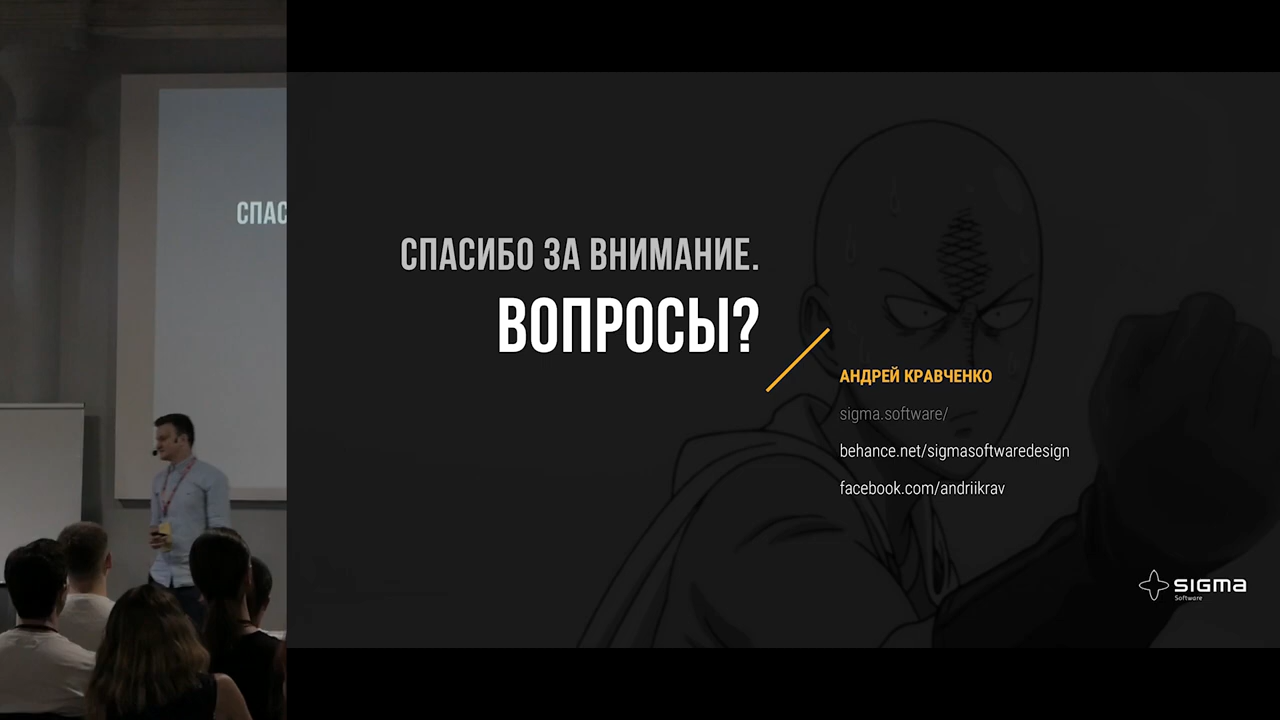 СПАС
СПАСИБО ЗА ВНИМАНИЕ.
ВОПРОСЫ?
АНДРЕЙ КРАВЧЕНКО
sigma.software/
behance.net/sigmasoftwaredesign
facebook.com/andriikrav
SIGMA
Software